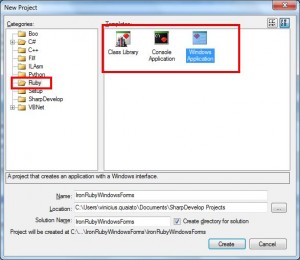 New Project
Categories:
Templates:
Boo
C#
C++
F#
ILAsm
Python
Ruby
Setup
SharpDevelop
VBNet
Class Library
Console Application
Windows Application
A project that creates an application with a Windows interface.
Name:
IronRubyWindowsForms
Location:
C:\Users\vinicius.quaiato\Documents\SharpDevelop Projects
...
Solution Name:
IronRubyWindowsForms
Create directory for solution
Project will be created at C:\...\IronRubyWindowsForms\IronRubyWindowsForms
Create
Cancel